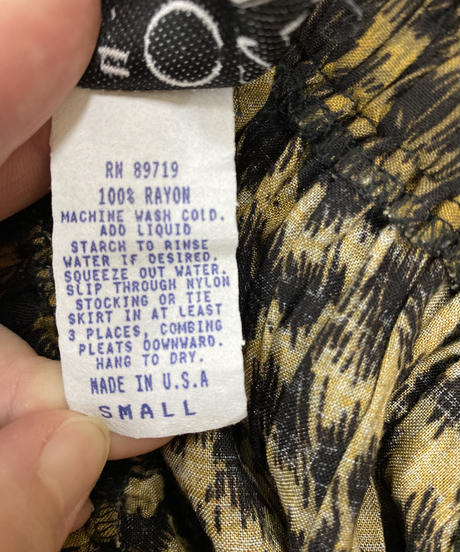 RN 89719
100% RAYON
MACHINE WASH COLD.
ADD LIQUID
STARCH TO RINSE
WATER IF DESIRED.
SQUEEZE OUT WATER.
SLIP THROUGH NYLON
STOCKING OR TIE
SKIRT IN AT LEAST
3 PLACES, COMBING
PLEATS DOWNWARD.
HANG TO DRY.
MADE IN U.S.A
SMALL